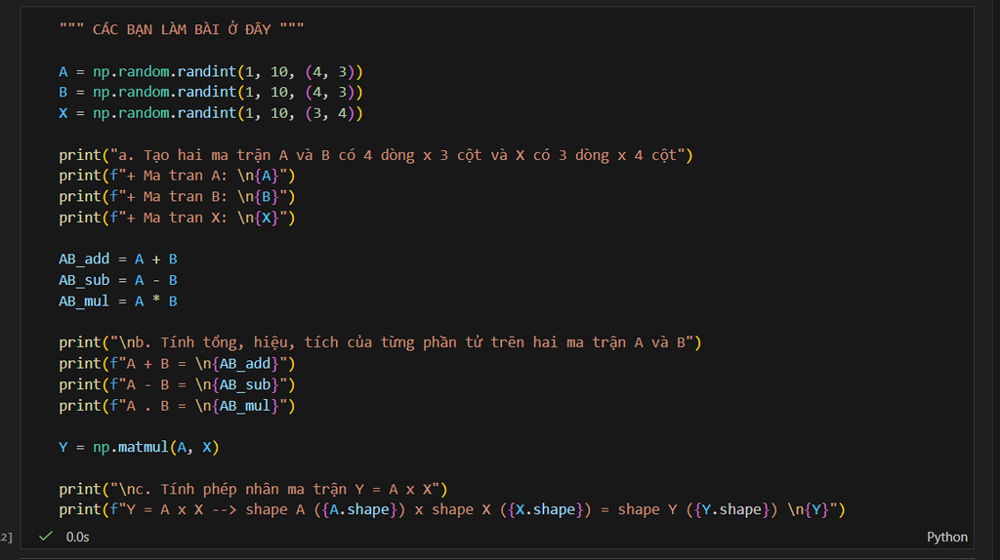 """ CÁC BẠN LÀM BÀI Ở ĐÂY """
A = np.random.randint(1, 10, (4, 3))
B = np.random.randint(1, 10, (4, 3))
X = np.random.randint(1, 10, (3, 4))
print("a. Tạo hai ma trận A và B có 4 dòng x 3 cột và X có 3 dòng x 4 cột")
print(f"+ Ma tran A: \n{A}")
print(f"+ Ma tran B: \n{B}")
print(f"+ Ma tran X: \n{X}")
AB_add = A + B
AB_sub = A - B
AB_mul = A * B
print("\nb. Tính tổng, hiệu, tích của từng phần tử trên hai ma trận A và B")
print(f"A + B = \n{AB_add}")
print(f"A - B = \n{AB_sub}")
print(f"A . B = \n{AB_mul}")
Y = np.matmul(A, X)
print("\nc. Tính phép nhân ma trận Y = A x X")
print(f"Y = A x X --> shape A ({A.shape}) x shape X ({X.shape}) = shape Y ({Y.shape}) \n{Y}")
2] 0.0s Python